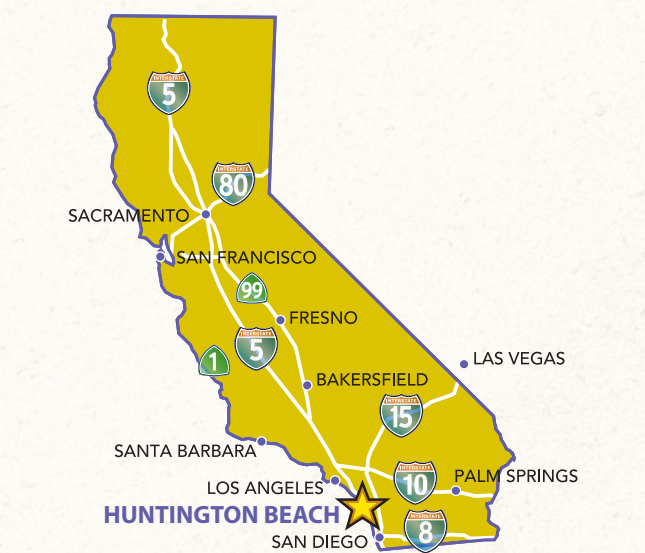 INTERSTATE
5
INTERSTATE
80
SACRAMENTO
SAN FRANCISCO
99
FRESNO
INTERSTATE
5
1
LAS VEGAS
BAKERSFIELD
INTERSTATE
15
SANTA BARBARA
PALM SPRINGS
INTERSTATE
10
LOS ANGELES
HUNTINGTON BEACH
INTERSTATE
8
SAN DIEGO